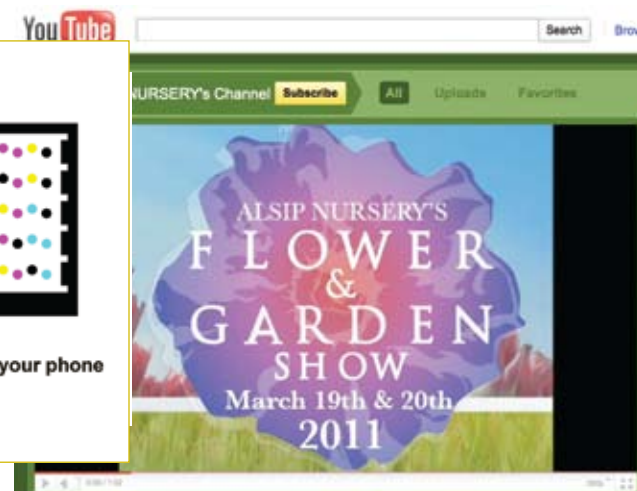 You Tube
Search
Brow
NURSERY's Channel Subscribe All Uploads Favorites
ALSIP NURSERY'S
FLOWER
&
GARDEN
SHOW
March 19th & 20th
2011
your phone